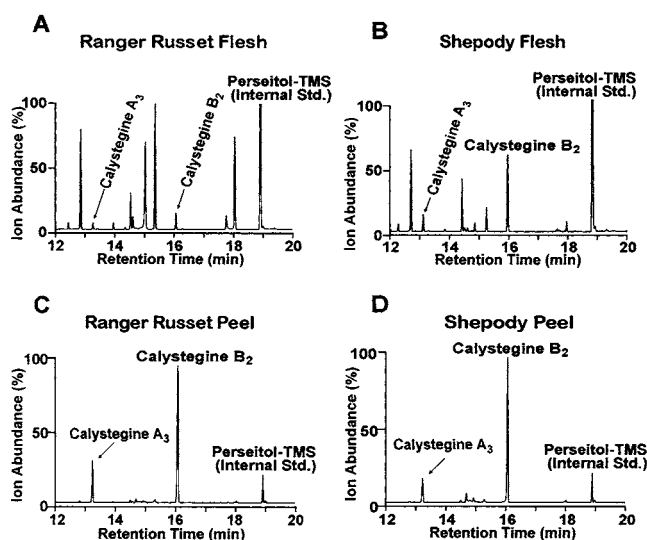 A
Ranger Russet Flesh
Perseitol-TMS
(Internal Std.)
Calystegine A3
Calystegine B2
Ion Abundance (%)
100
50
0
12 14 16 18 20
Retention Time (min)
B
Shepody Flesh
Perseitol-TMS
(Internal Std.)
Calystegine A3
Calystegine B2
Ion Abundance (%)
100
50
0
12 14 16 18 20
Retention Time (min)
C
Ranger Russet Peel
Calystegine B2
Calystegine A3
Perseitol-TMS
(Internal Std.)
Ion Abundance (%)
100
50
0
12 14 16 18 20
Retention Time (min)
D
Shepody Peel
Calystegine B2
Calystegine A3
Perseitol-TMS
(Internal Std.)
Ion Abundance (%)
100
50
0
12 14 16 18 20
Retention Time (min)